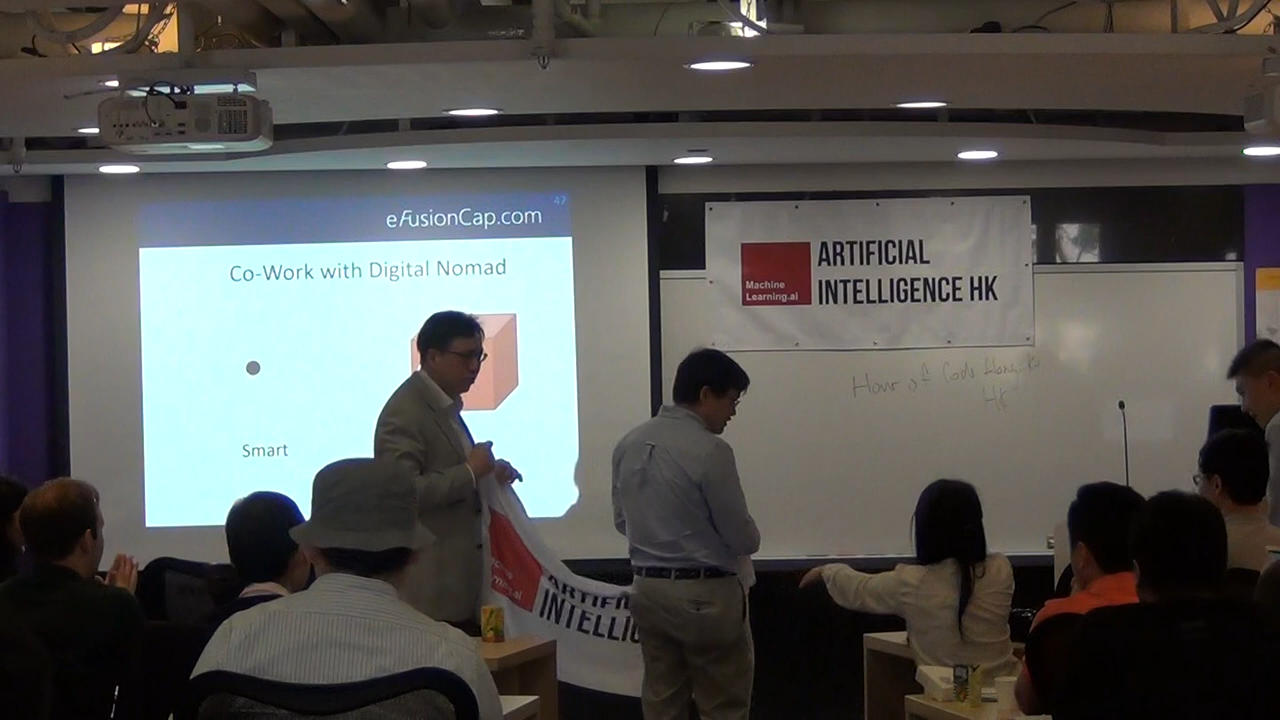 47
eFusionCap.com
Co-Work with Digital Nomad
Smart
Machine
Learning.ai
ARTIFICIAL
INTELLIGENCE HK
Hour of Code Hong K
HK
ARTIFI
INTELLIG